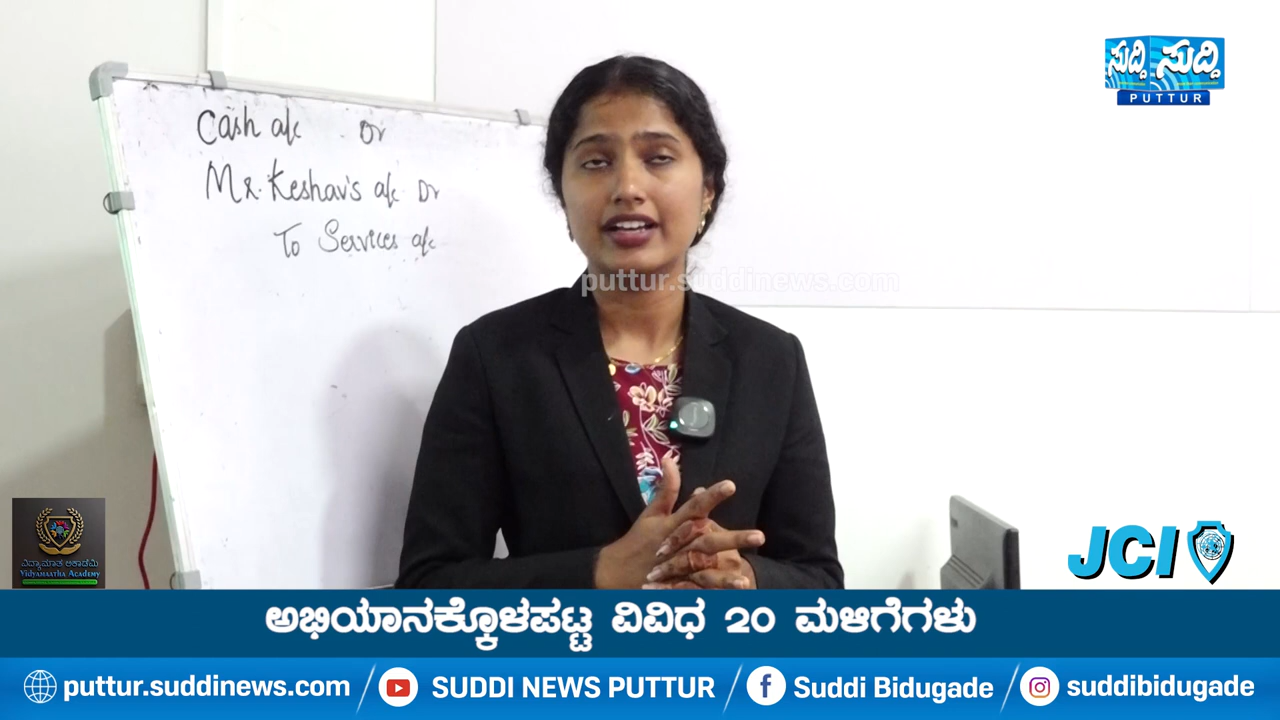 ಸುದ್ದಿ ಸುದ್ದಿ
PUTTUR
Cash a/c Dr
Mr. Keshav's a/c Dr
To Services a/c
puttur.suddinews.com
ವಿದ್ಯಾಮಾತ ಅಕಾಡೆಮಿ
Vidyamaatha Academy
JCI
ಅಭಿಯಾನಕ್ಕೊಳಪಟ್ಟ ವಿವಿಧ 20 ಮಳಿಗೆಗಳು
puttur.suddinews.com / SUDDI NEWS PUTTUR / Suddi Bidugade / suddibidugade